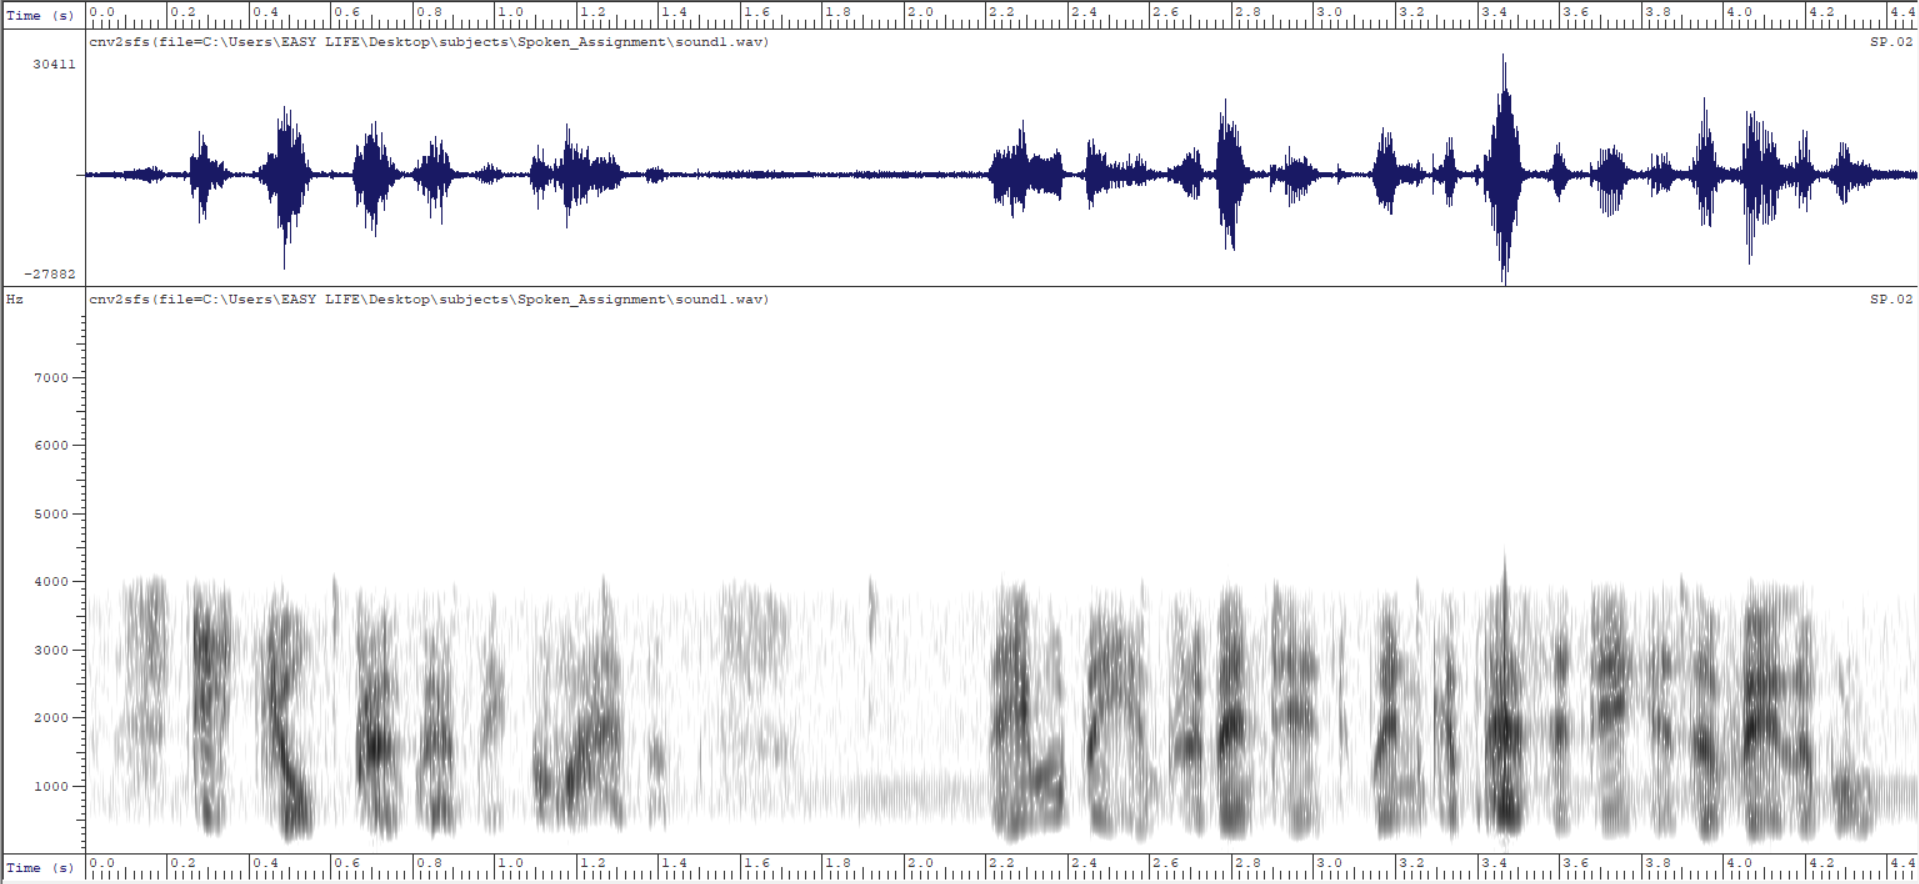 Time (s) 0.0 0.2 0.4 0.6 0.8 1.0 1.2 1.4 1.6 1.8 2.0 2.2 2.4 2.6 2.8 3.0 3.2 3.4 3.6 3.8 4.0 4.2 4.4
cnv2sfs(file=C:\Users\EASY LIFE\Desktop\subjects\Spoken_Assignment\sound1.wav) SP.02
30411
-27882
Hz cnv2sfs(file=C:\Users\EASY LIFE\Desktop\subjects\Spoken_Assignment\sound1.wav) SP.02
7000
6000
5000
4000
3000
2000
1000
Time (s) 0.0 0.2 0.4 0.6 0.8 1.0 1.2 1.4 1.6 1.8 2.0 2.2 2.4 2.6 2.8 3.0 3.2 3.4 3.6 3.8 4.0 4.2 4.4